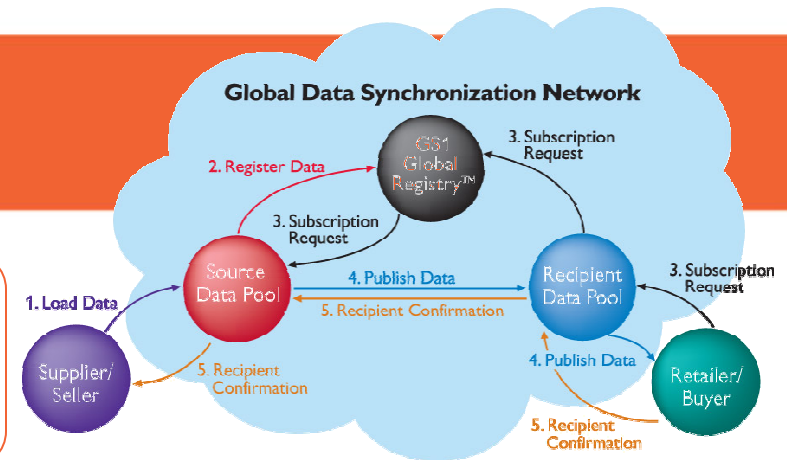 Global Data Synchronization Network
GS1
Global
Registry™
3. Subscription
Request
2. Register Data
3. Subscription
Request
Source
Data Pool
4. Publish Data
5. Recipient Confirmation
Recipient
Data Pool
3. Subscription
Request
1. Load Data
Supplier/
Seller
5. Recipient
Confirmation
4. Publish Data
Retailer/
Buyer
5. Recipient
Confirmation